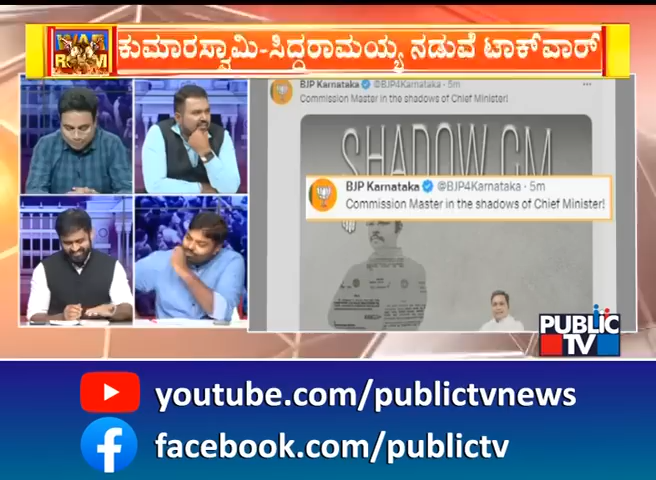 WAR
ROOM
ಕುಮಾರಸ್ವಾಮಿ-ಸಿದ್ದರಾಮಯ್ಯ ನಡುವೆ ಟಾಕ್‌ವಾರ್
BJP Karnataka @BJP4Karnataka · 5m
Commission Master in the shadows of Chief Minister!
SHADOW CM
BJP Karnataka @BJP4Karnataka · 5m
Commission Master in the shadows of Chief Minister!
PUBLIC
TV
youtube.com/publictvnews
facebook.com/publictv